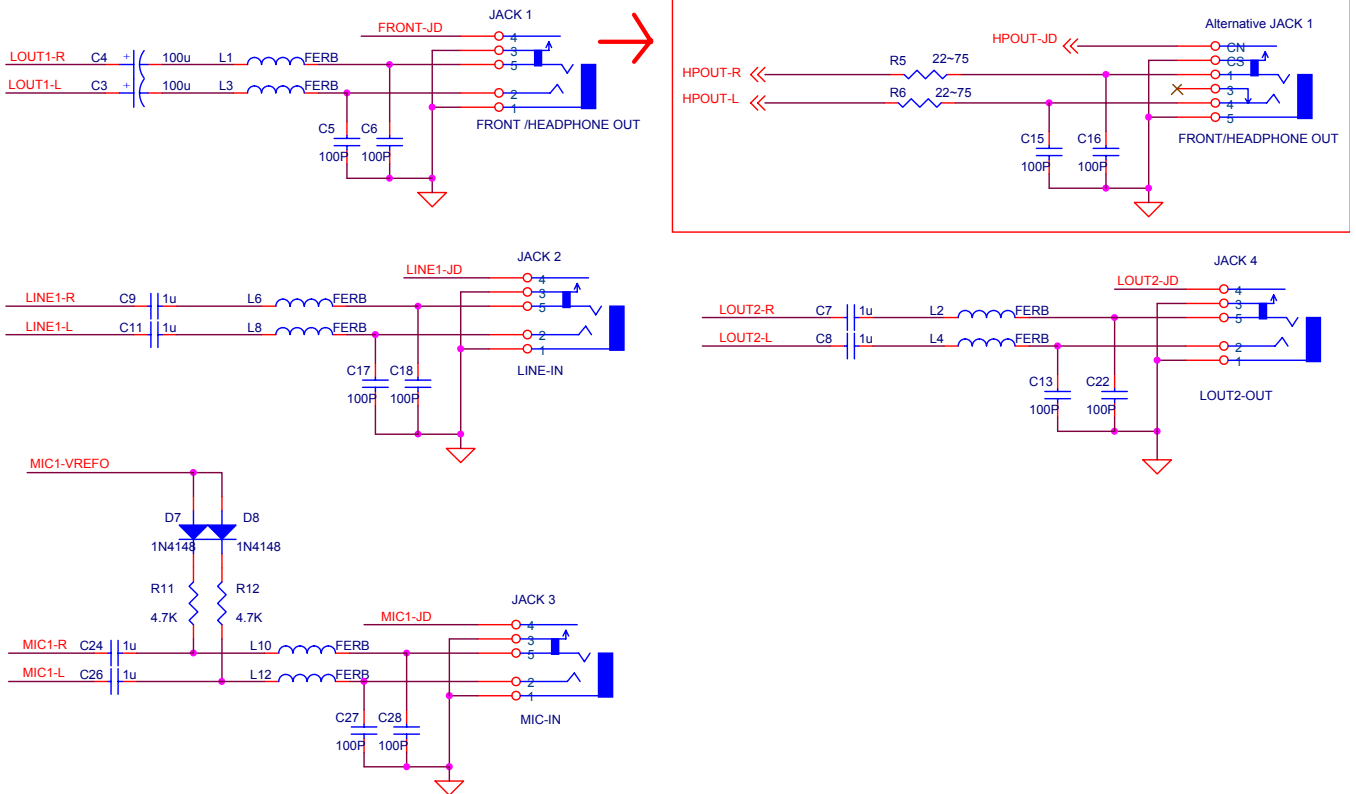 JACK 1
FRONT-JD
4
3
LOUT1-R C4 + 100u L1 FERB 5
LOUT1-L C3 + 100u L3 FERB 2
1
FRONT /HEADPHONE OUT
C5 C6
100P 100P
Alternative JACK 1
HPOUT-JD CN
CS
HPOUT-R R5 22~75 1
3
HPOUT-L R6 22~75 4
5
FRONT/HEADPHONE OUT
C15 C16
100P 100P
JACK 2
LINE1-JD 4
3
LINE1-R C9 1u L6 FERB 5
LINE1-L C11 1u L8 FERB 2
1
LINE-IN
C17 C18
100P 100P
JACK 4
LOUT2-JD 4
3
LOUT2-R C7 1u L2 FERB 5
LOUT2-L C8 1u L4 FERB 2
1
LOUT2-OUT
C13 C22
100P 100P
MIC1-VREFO
D7 D8
1N4148 1N4148
R11 R12
4.7K 4.7K
JACK 3
MIC1-JD 4
3
MIC1-R C24 1u L10 FERB 5
MIC1-L C26 1u L12 FERB 2
1
MIC-IN
C27 C28
100P 100P